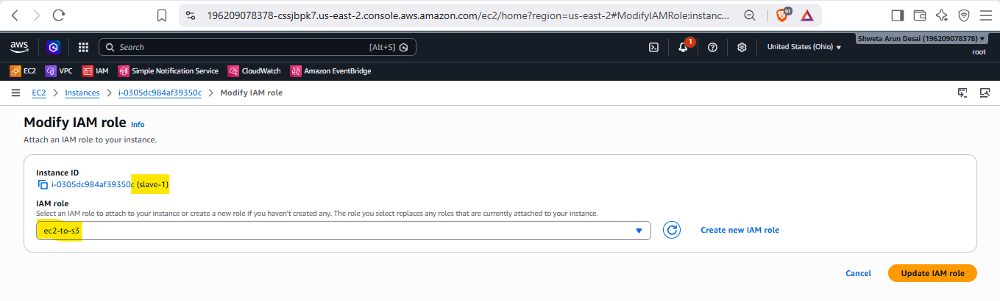 196209078378-cssjbpk7.us-east-2.console.aws.amazon.com/ec2/home?region=us-east-2#ModifyIAMRole:instanc...
91
aws
Search
[Alt+S]
1
United States (Ohio)
Shweta Arun Desai (196209078378)
root
EC2
VPC
IAM
Simple Notification Service
CloudWatch
Amazon EventBridge
EC2 > Instances > i-0305dc984af39350c > Modify IAM role
Modify IAM role Info
Attach an IAM role to your instance.
Instance ID
i-0305dc984af39350c (slave-1)
IAM role
Select an IAM role to attach to your instance or create a new role if you haven't created any. The role you select replaces any roles that are currently attached to your instance.
ec2-to-s3
Create new IAM role
Cancel
Update IAM role